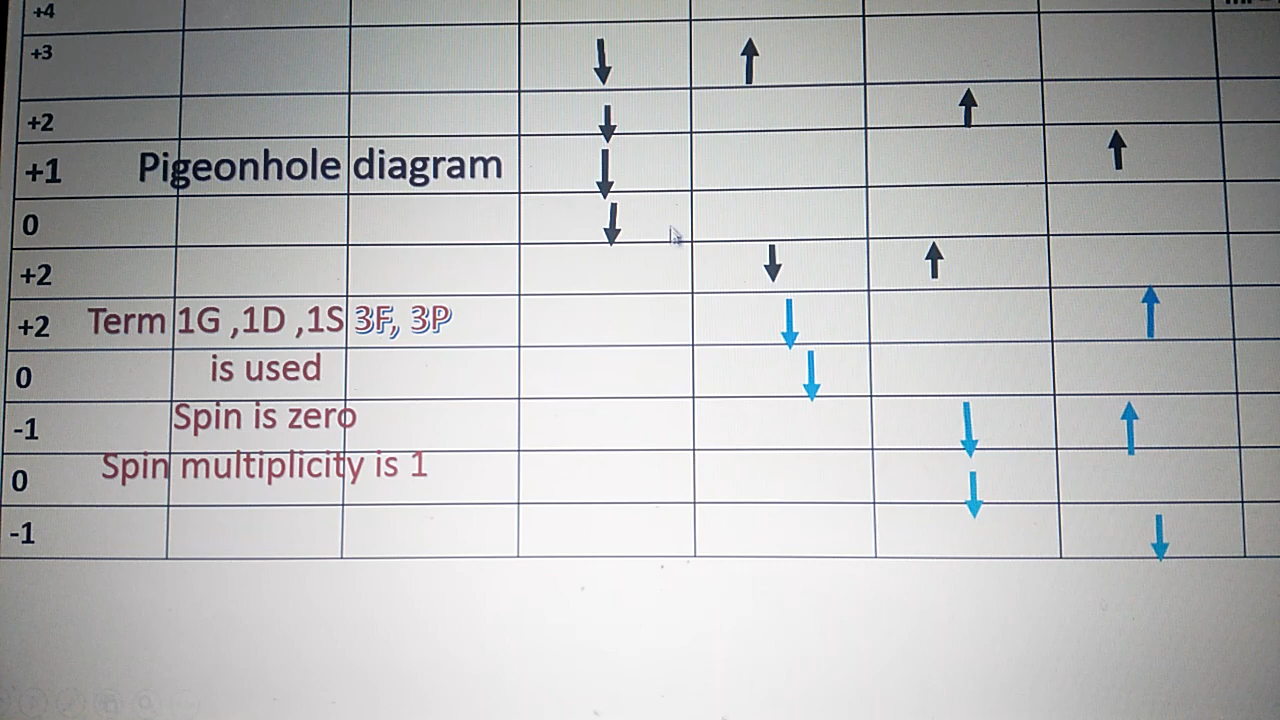 +4
+3
+2
+1 Pigeonhole diagram
0
+2
+2 Term 1G ,1D ,1S 3F, 3P
0 is used
-1 Spin is zero
0 Spin multiplicity is 1
-1